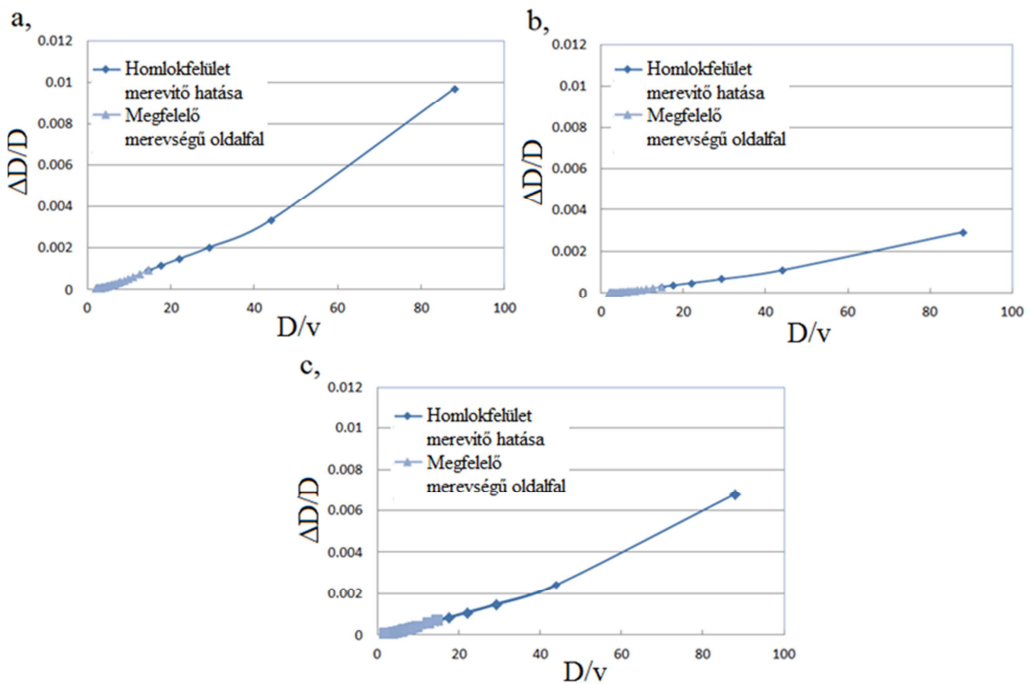 a,
0.012
0.01
0.008
0.006
0.004
0.002
0
ΔD/D
Homlokfelület
merevitő hatása
Megfelelő
merevségű oldalfal
0 20 40 60 80 100
D/v
b,
0.012
0.01
0.008
0.006
0.004
0.002
0
ΔD/D
Homlokfelület
merevitő hatása
Megfelelő
merevségű oldalfal
0 20 40 60 80 100
D/v
c,
0.012
0.01
0.008
0.006
0.004
0.002
0
ΔD/D
Homlokfelület
merevitő hatása
Megfelelő
merevségű oldalfal
0 20 40 60 80 100
D/v